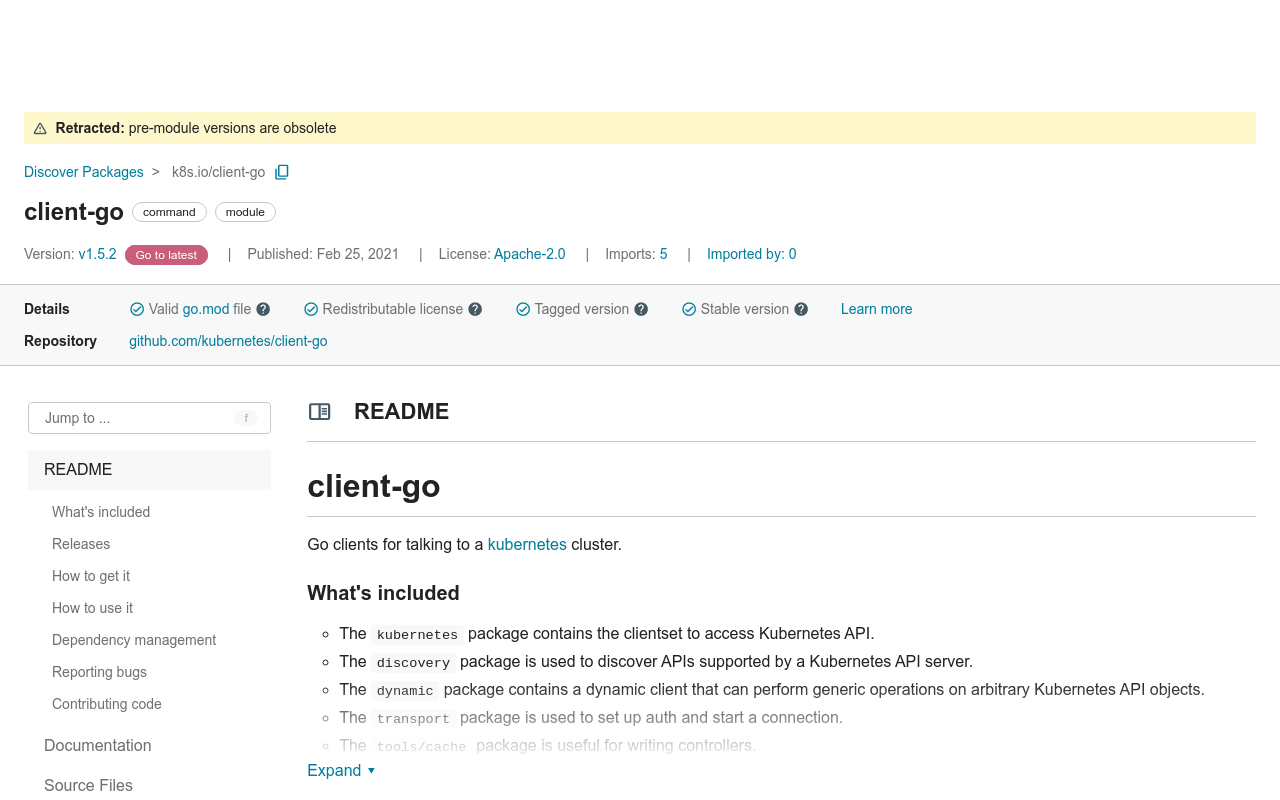 Retracted: pre-module versions are obsolete
Discover Packages > k8s.io/client-go
client-go command module
Version: v1.5.2 Go to latest | Published: Feb 25, 2021 | License: Apache-2.0 | Imports: 5 | Imported by: 0
Details Valid go.mod file ? Redistributable license ? Tagged version ? Stable version ? Learn more
Repository github.com/kubernetes/client-go
Jump to ... f
README
What's included
Releases
How to get it
How to use it
Dependency management
Reporting bugs
Contributing code
Documentation
Source Files
README
client-go
Go clients for talking to a kubernetes cluster.
What's included
The kubernetes package contains the clientset to access Kubernetes API.
The discovery package is used to discover APIs supported by a Kubernetes API server.
The dynamic package contains a dynamic client that can perform generic operations on arbitrary Kubernetes API objects.
The transport package is used to set up auth and start a connection.
The tools/cache package is useful for writing controllers.
Expand ▾